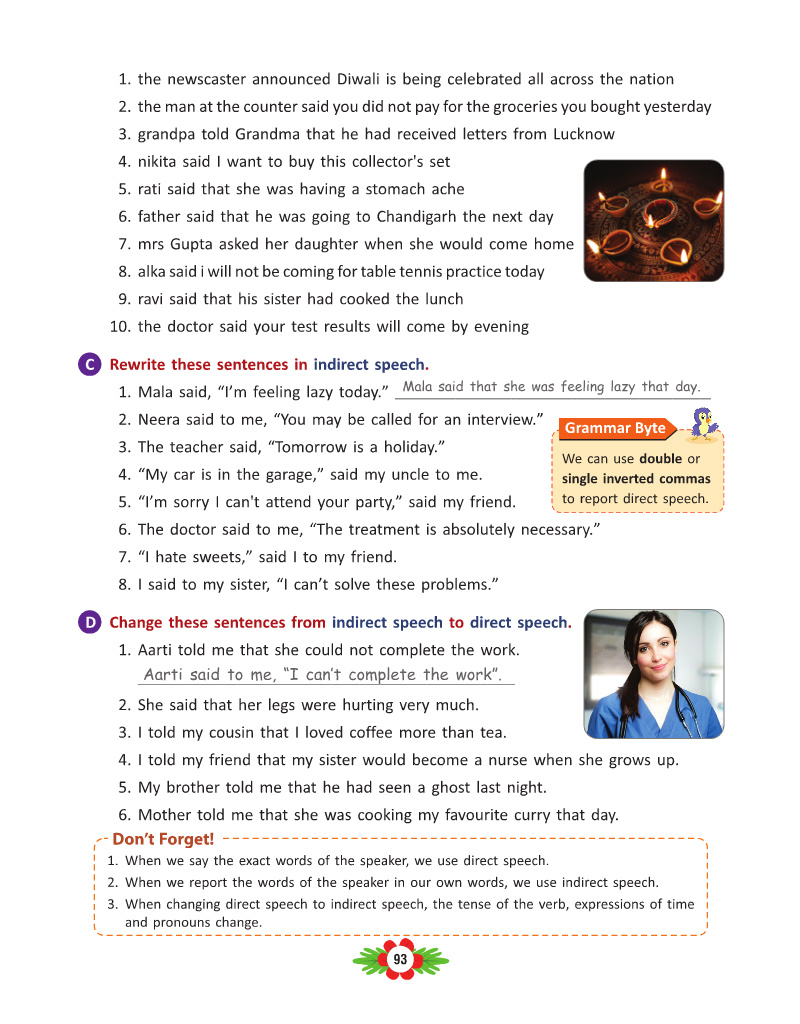 1. the newscaster announced Diwali is being celebrated all across the nation
2. the man at the counter said you did not pay for the groceries you bought yesterday
3. grandpa told Grandma that he had received letters from Lucknow
4. nikita said I want to buy this collector's set
5. rati said that she was having a stomach ache
6. father said that he was going to Chandigarh the next day
7. mrs Gupta asked her daughter when she would come home
8. alka said i will not be coming for table tennis practice today
9. ravi said that his sister had cooked the lunch
10. the doctor said your test results will come by evening
C Rewrite these sentences in indirect speech.
1. Mala said, “I’m feeling lazy today.” Mala said that she was feeling lazy that day.
2. Neera said to me, “You may be called for an interview.”
3. The teacher said, “Tomorrow is a holiday.”
4. “My car is in the garage,” said my uncle to me.
5. “I’m sorry I can't attend your party,” said my friend.
6. The doctor said to me, “The treatment is absolutely necessary.”
7. “I hate sweets,” said I to my friend.
8. I said to my sister, “I can’t solve these problems.”
Grammar Byte
We can use double or
single inverted commas
to report direct speech.
D Change these sentences from indirect speech to direct speech.
1. Aarti told me that she could not complete the work.
Aarti said to me, “I can’t complete the work”.
2. She said that her legs were hurting very much.
3. I told my cousin that I loved coffee more than tea.
4. I told my friend that my sister would become a nurse when she grows up.
5. My brother told me that he had seen a ghost last night.
6. Mother told me that she was cooking my favourite curry that day.
Don’t Forget!
1. When we say the exact words of the speaker, we use direct speech.
2. When we report the words of the speaker in our own words, we use indirect speech.
3. When changing direct speech to indirect speech, the tense of the verb, expressions of time
and pronouns change.
93